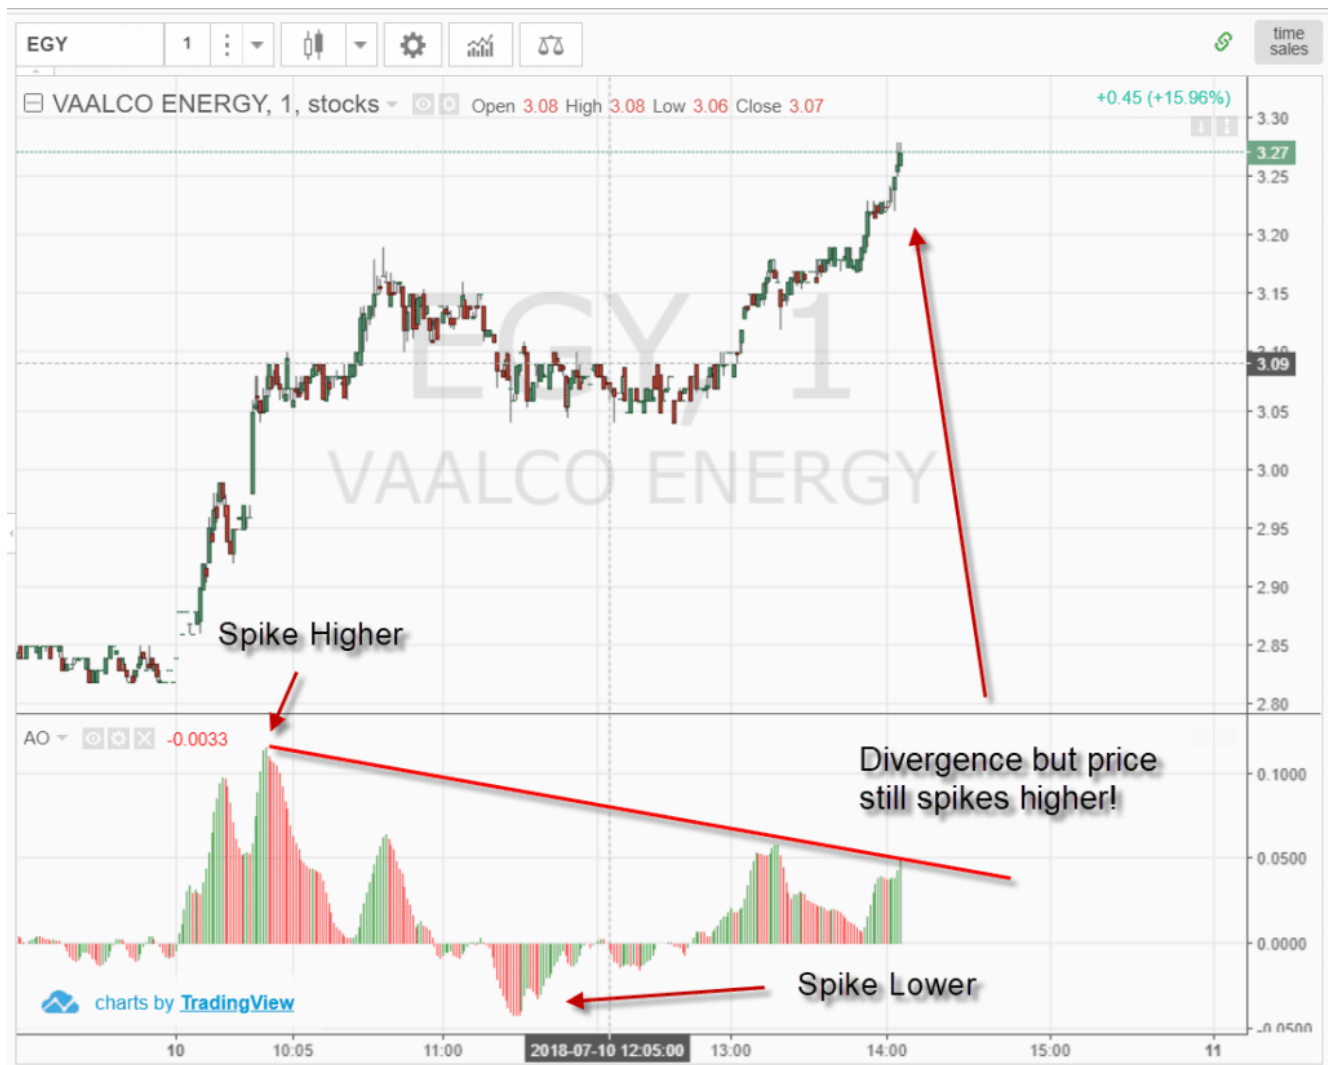 EGY
1
time
sales
VAALCO ENERGY, 1, stocks
Open 3.08 High 3.08 Low 3.06 Close 3.07
+0.45 (+15.96%)
3.30
3.27
3.25
3.20
3.15
3.10
3.09
3.05
3.00
2.95
2.90
2.85
2.80
EGY, 1
VAALCO ENERGY
Spike Higher
AO
-0.0033
Divergence but price
still spikes higher!
Spike Lower
0.1000
0.0500
0.0000
-0.0500
charts by TradingView
10
10:05
11:00
2018-07-10 12:05:00
13:00
14:00
15:00
11